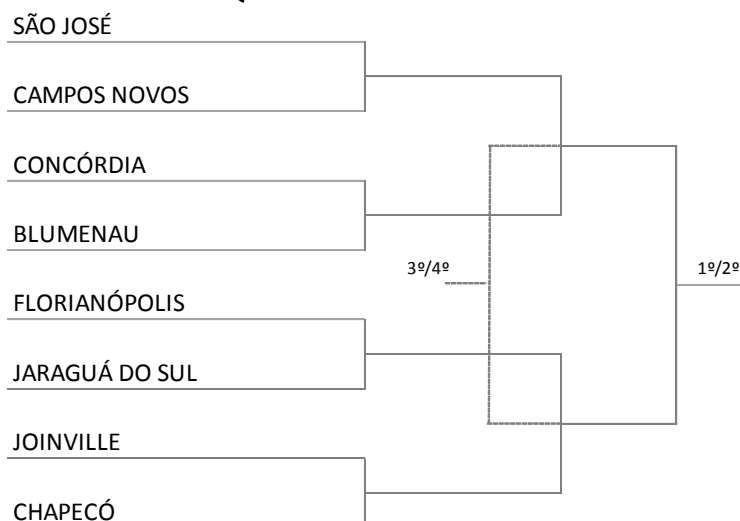 SÃO JOSÉ
CAMPOS NOVOS
CONCÓRDIA
BLUMENAU
3º/4º
1º/2º
FLORIANÓPOLIS
JARAGUÁ DO SUL
JOINVILLE
CHAPECÓ